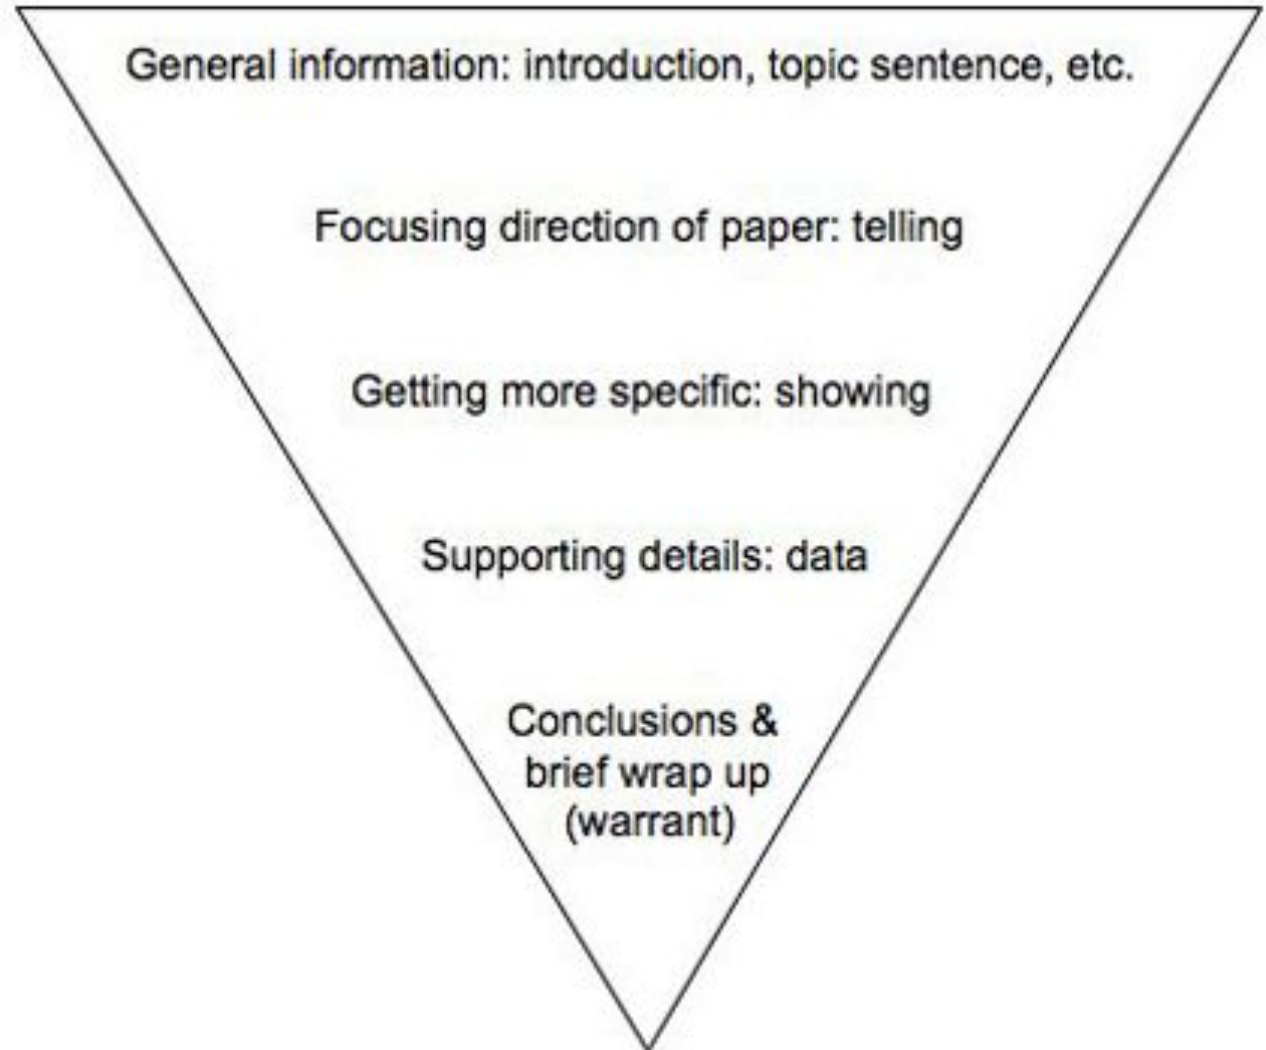 General information: introduction, topic sentence, etc.
Focusing direction of paper: telling
Getting more specific: showing
Supporting details: data
Conclusions &
brief wrap up
(warrant)